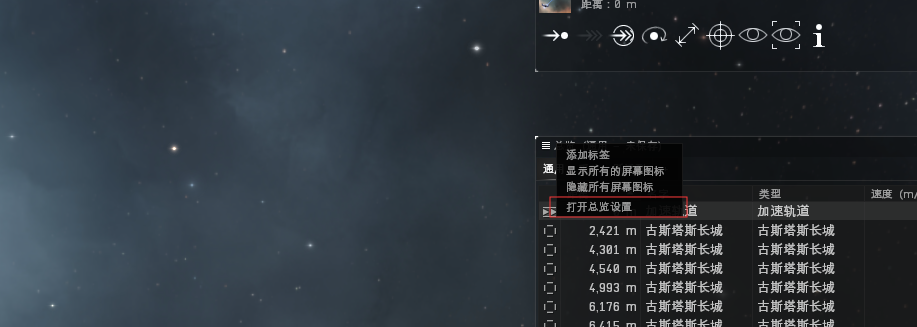 距离：0 m
添加标签
显示所有的屏幕图标
隐藏所有屏幕图标
打开总览设置
通
类型
速度 (m/
加速轨道
2,421 m 古斯塔斯长城 古斯塔斯长城
4,301 m 古斯塔斯长城 古斯塔斯长城
4,540 m 古斯塔斯长城 古斯塔斯长城
4,993 m 古斯塔斯长城 古斯塔斯长城
6,176 m 古斯塔斯长城 古斯塔斯长城
6,415 m 古斯塔斯长城 古斯塔斯长城